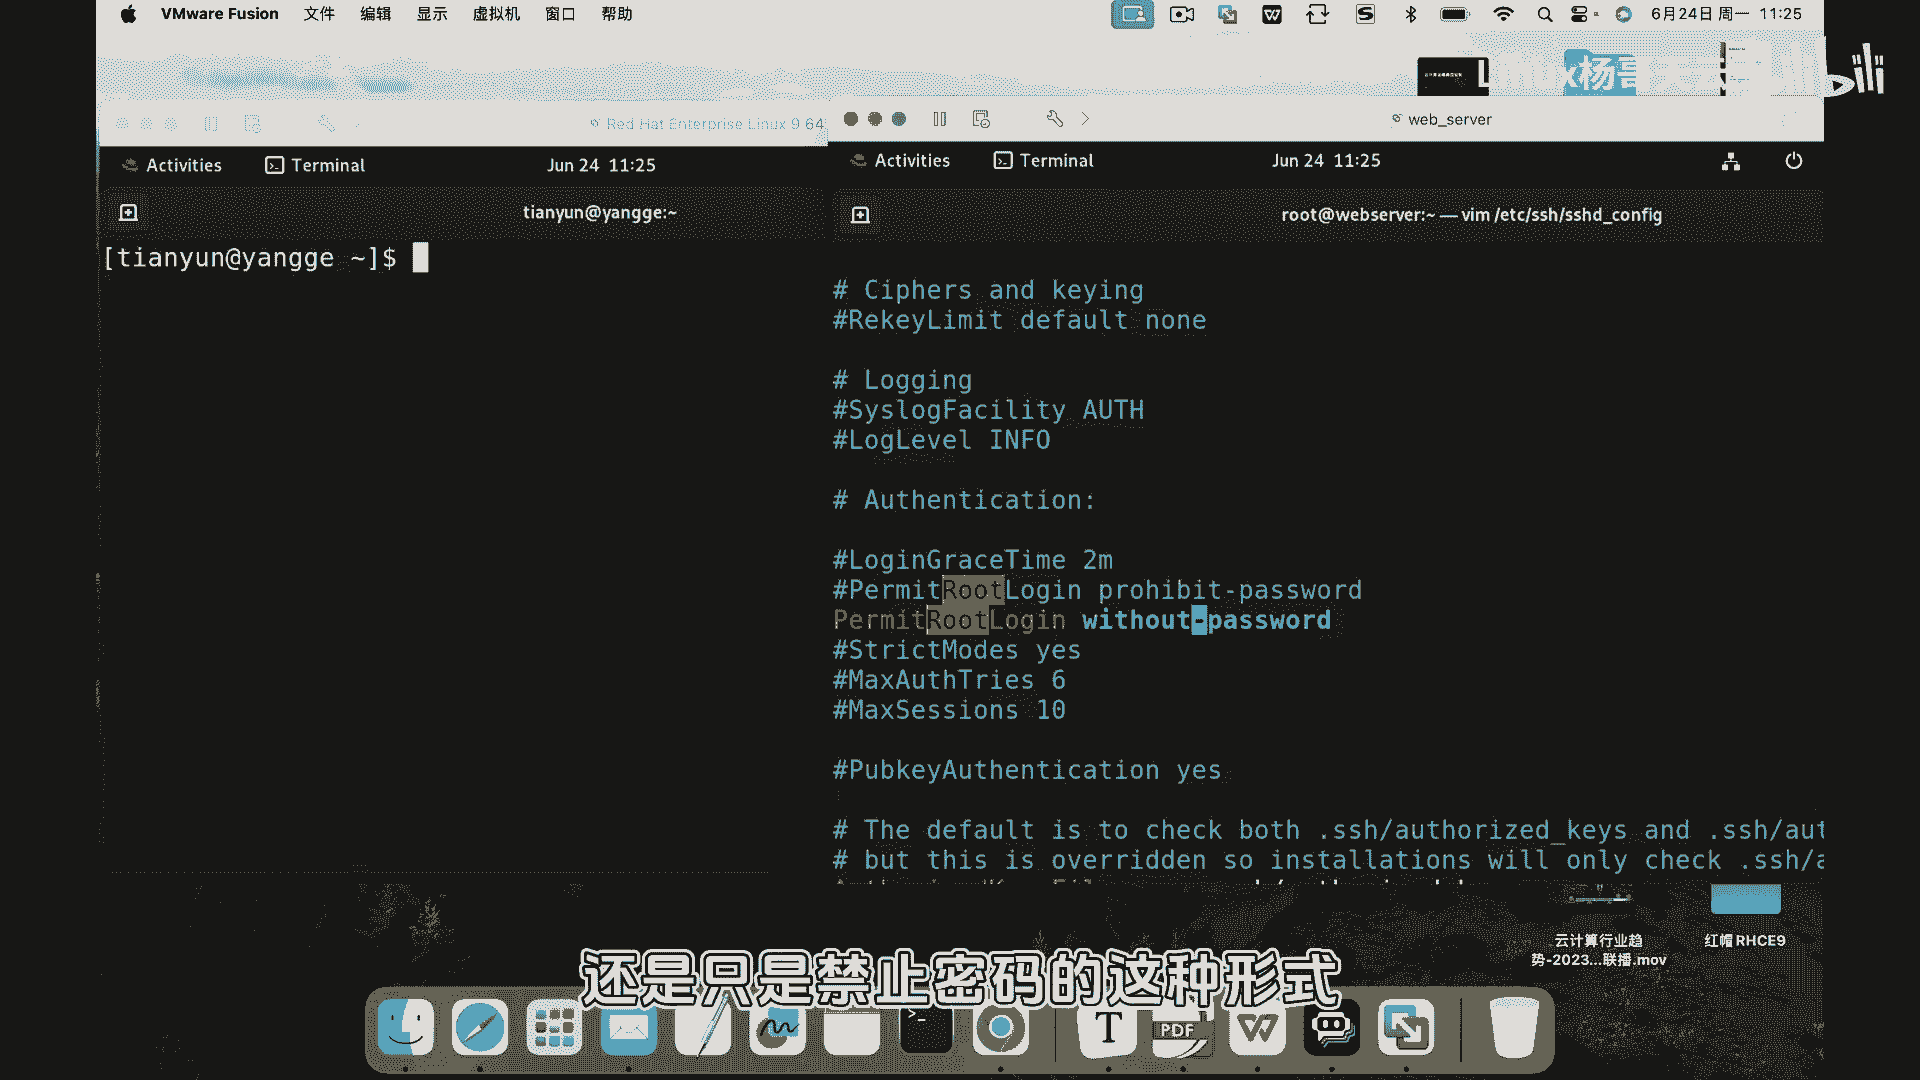 VMware Fusion 文件 编辑 显示 虚拟机 窗口 帮助 6月24日 周一 11:25
Red Hat Enterprise Linux 9 64
web_server
Activities Terminal Jun 24 11:25
Activities Terminal Jun 24 11:25
tianyun@yangge:~
root@webserver:~ — vim /etc/ssh/sshd_config
[tianyun@yangge ~]$
# Ciphers and keying
#RekeyLimit default none
# Logging
#SyslogFacility AUTH
#LogLevel INFO
# Authentication:
#LoginGraceTime 2m
#PermitRootLogin prohibit-password
PermitRootLogin without-password
#StrictModes yes
#MaxAuthTries 6
#MaxSessions 10
#PubkeyAuthentication yes
# The default is to check both .ssh/authorized_keys and .ssh/aut
# but this is overridden so installations will only check .ssh/a
云计算行业趋
势-2023...联播.mov
红帽RHCE9
还是只是禁止密码的这种形式
PDF